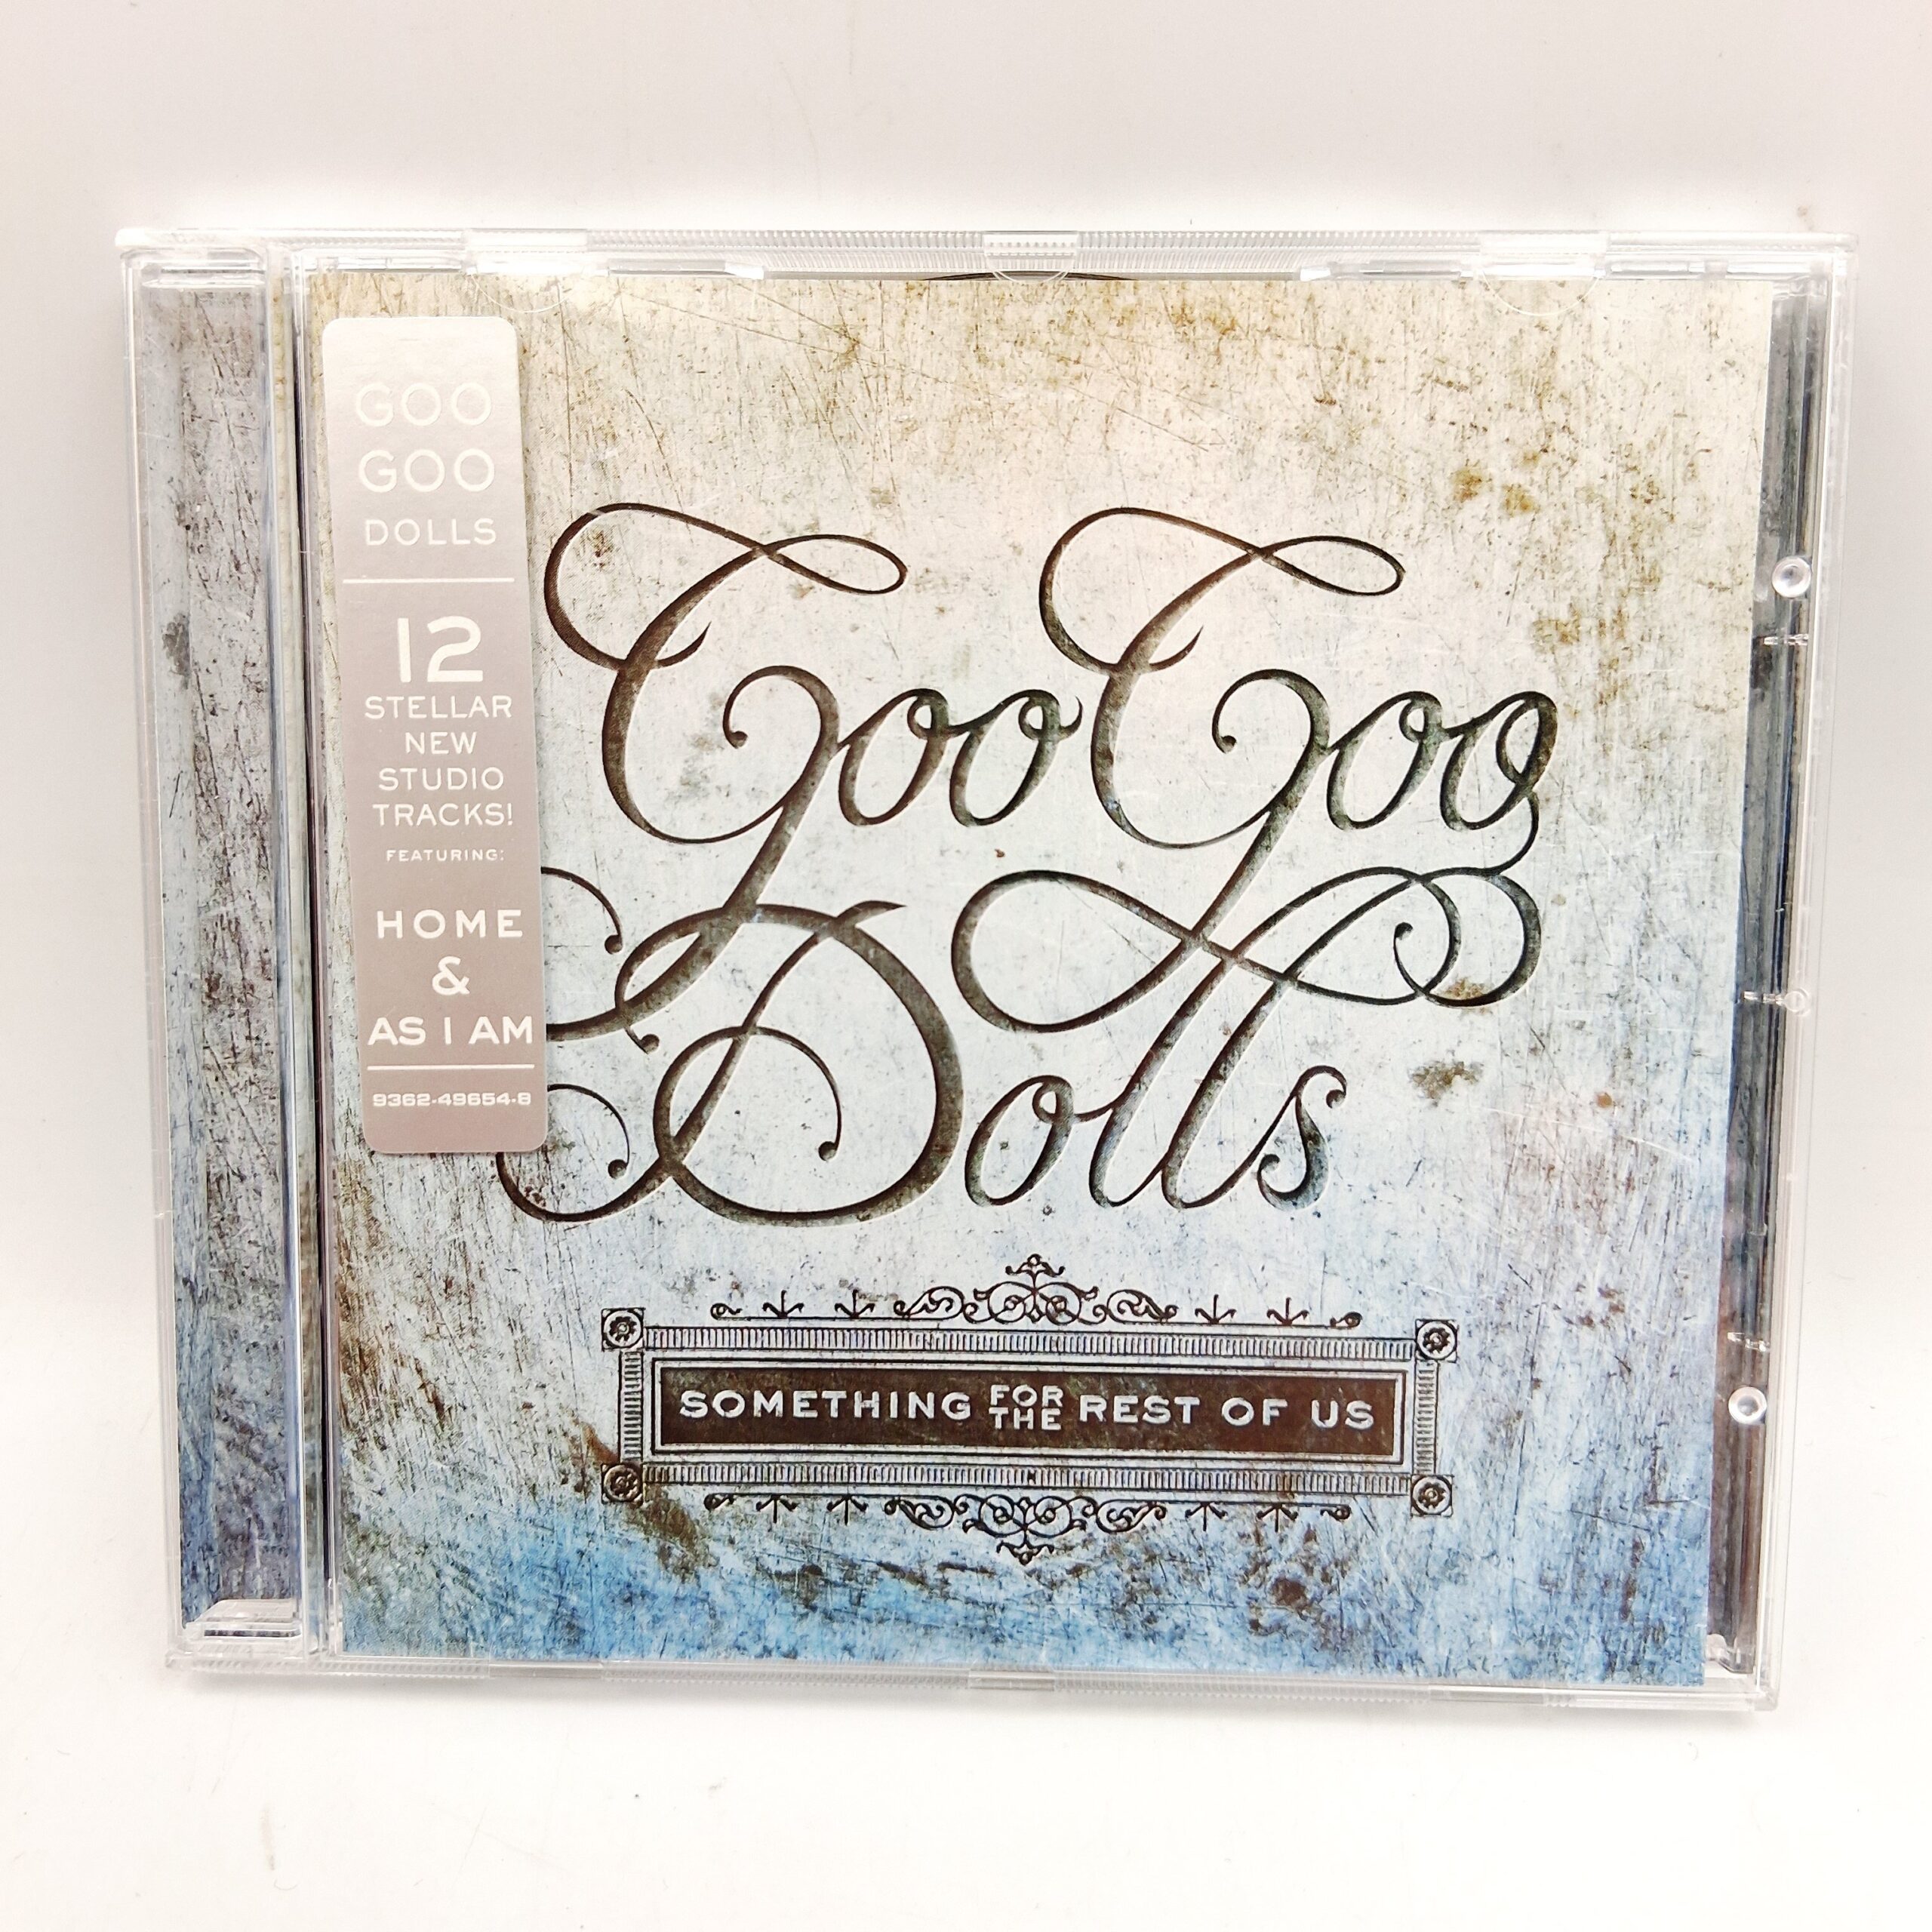 GOO
GOO
DOLLS
12
STELLAR
NEW
STUDIO
TRACKS!
FEATURING:
HOME
&
AS I AM
9362-49654-8
Goo Goo
Dolls
SOMETHING FOR THE REST OF US